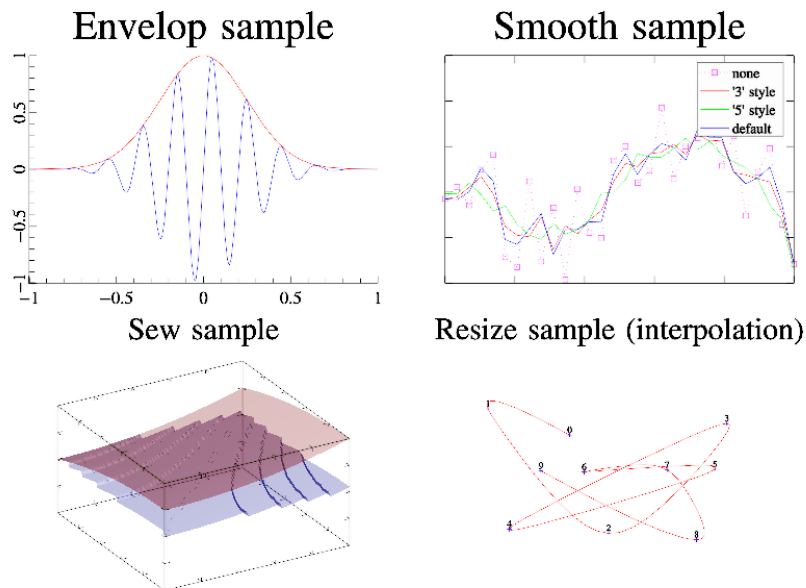 Envelop sample
Smooth sample
1
0.5
0
−0.5
−1
−1
−0.5
0
0.5
1
none
'3' style
'5' style
default
Sew sample
Resize sample (interpolation)
1
0
3
9
6
7
5
4
2
8